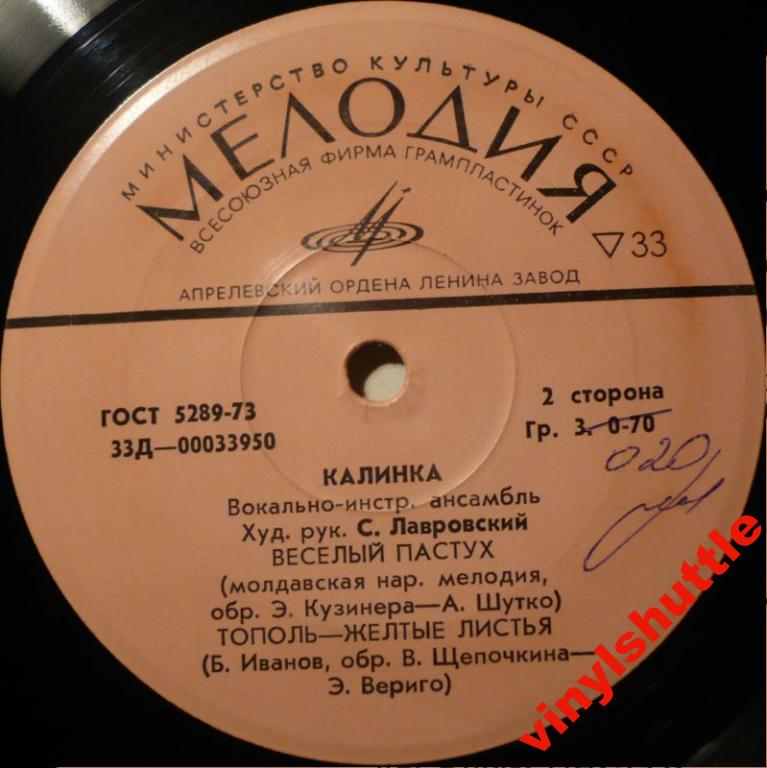 МИНИСТЕРСТВО КУЛЬТУРЫ СССР
МЕЛОДИЯ
ВСЕСОЮЗНАЯ ФИРМА ГРАМПЛАСТИНОК
33
АПРЕЛЕВСКИЙ ОРДЕНА ЛЕНИНА ЗАВОД
ГОСТ 5289-73
33Д—00033950
2 сторона
Гр. 3. 0-70
020
КАЛИНКА
Вокально-инстр. ансамбль
Худ. рук. С. Лавровский
ВЕСЕЛЫЙ ПАСТУХ
(молдавская нар. мелодия,
обр. Э. Кузинера—А. Шутко)
ТОПОЛЬ—ЖЕЛТЫЕ ЛИСТЬЯ
(Б. Иванов, обр. В. Щепочкина—
Э. Вериго)
vinylshuttle